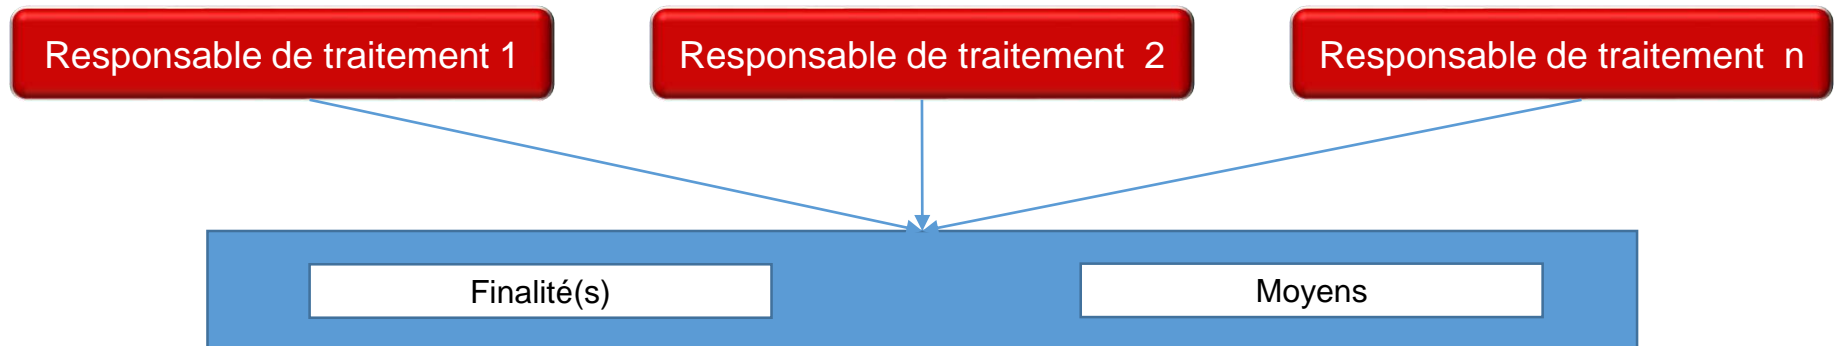 Responsable de traitement 1
Responsable de traitement 2
Responsable de traitement n
Finalité(s)
Moyens